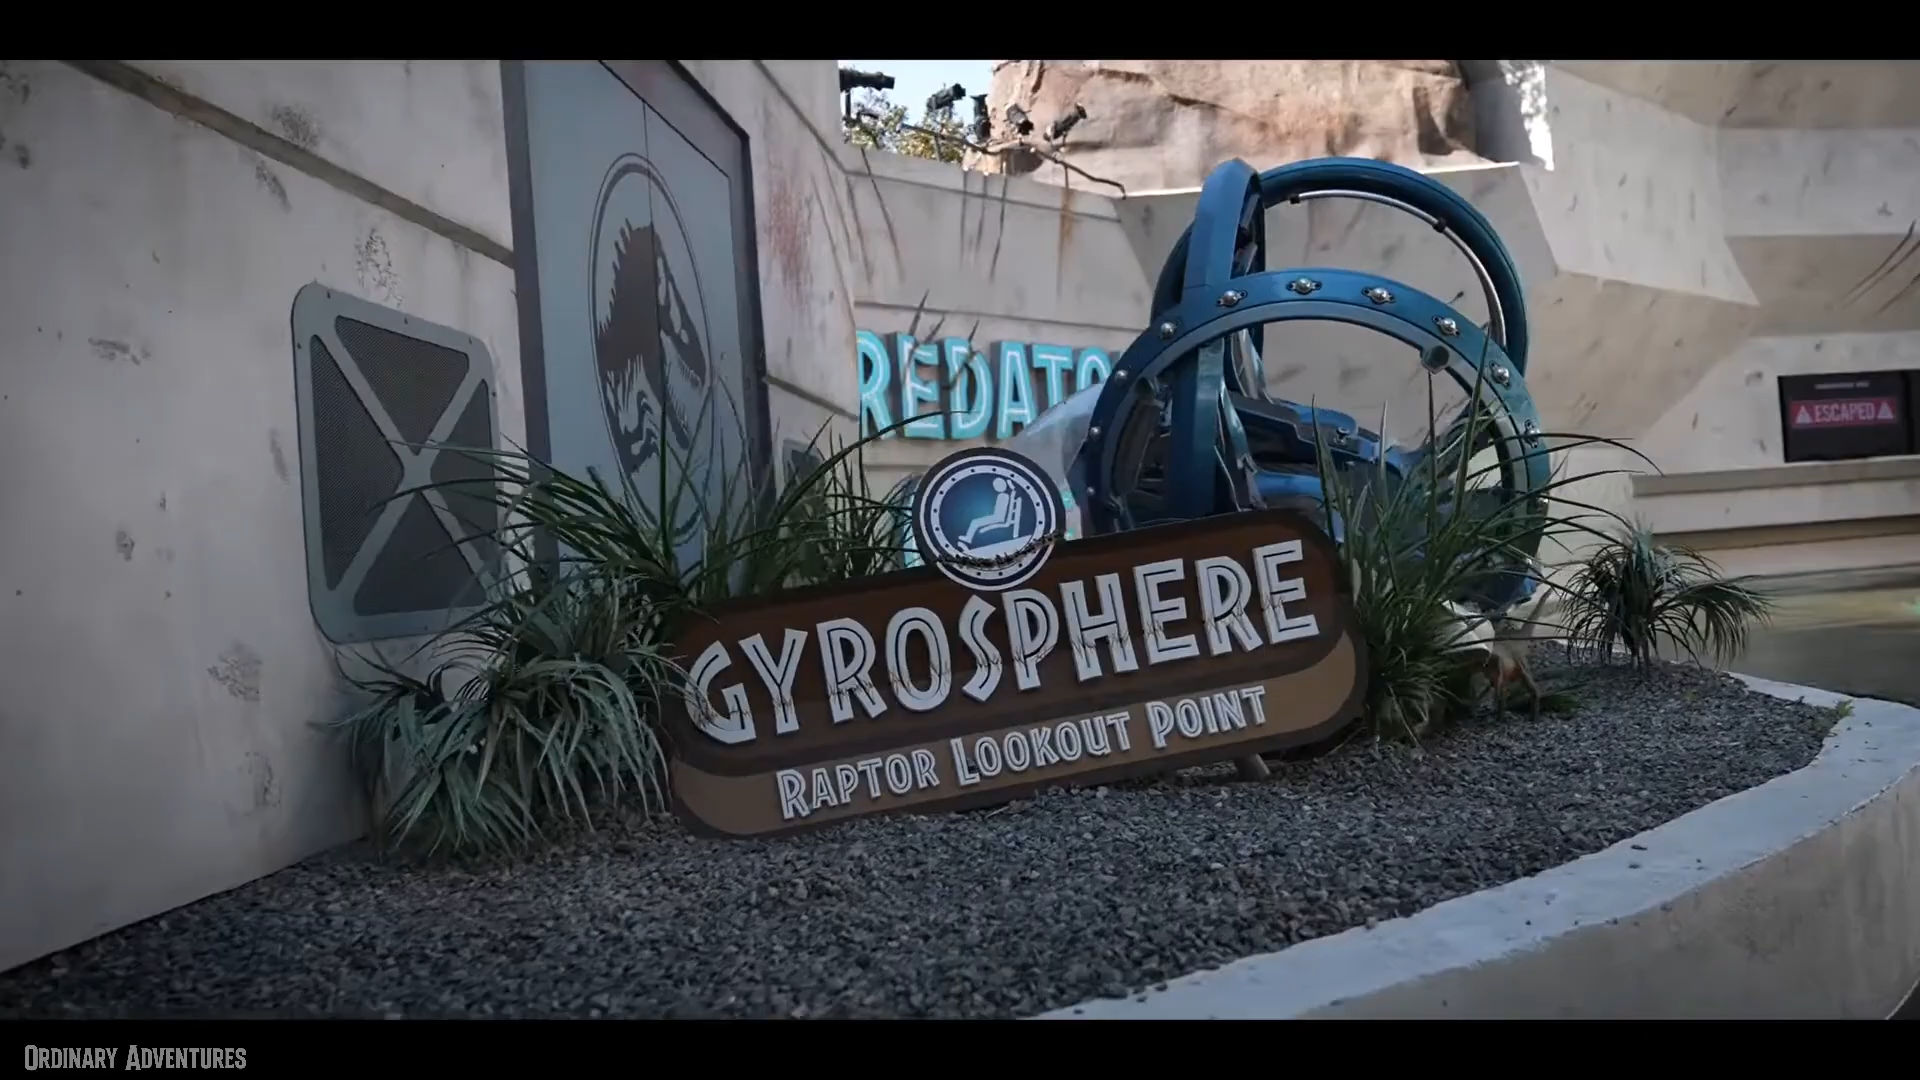 REDATO
ESCAPED
GYROSPHERE
RAPTOR LOOKOUT POINT
ORDINARY ADVENTURES